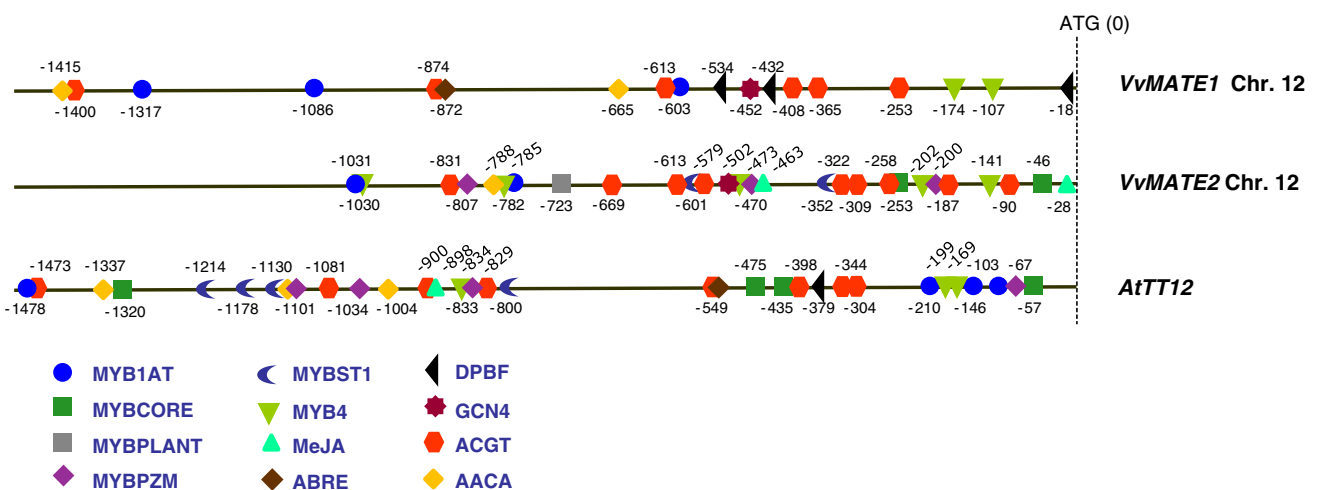 ATG (0)
-1415 -874 -613 -534 -432
VvMATE1 Chr. 12
-1400 -1317 -1086 -872 -665 -603 -452 -408 -365 -253 -174 -107 -18
-1031 -831 -788 -785 -613 -579 -502 -473 -463 -322 -258 -202 -200 -141 -46
VvMATE2 Chr. 12
-1030 -807 -782 -723 -669 -601 -470 -352 -309 -253 -187 -90 -28
-1473 -1337 -1214 -1130 -1081 -900 -898 -834 -829 -475 -398 -344 -199 -169 -103 -67
AtTT12
-1478 -1320 -1178 -1101 -1034 -1004 -833 -800 -549 -435 -379 -304 -210 -146 -57
MYB1AT MYBST1 DPBF
MYBCORE MYB4 GCN4
MYBPLANT MeJA ACGT
MYBPZM ABRE AACA